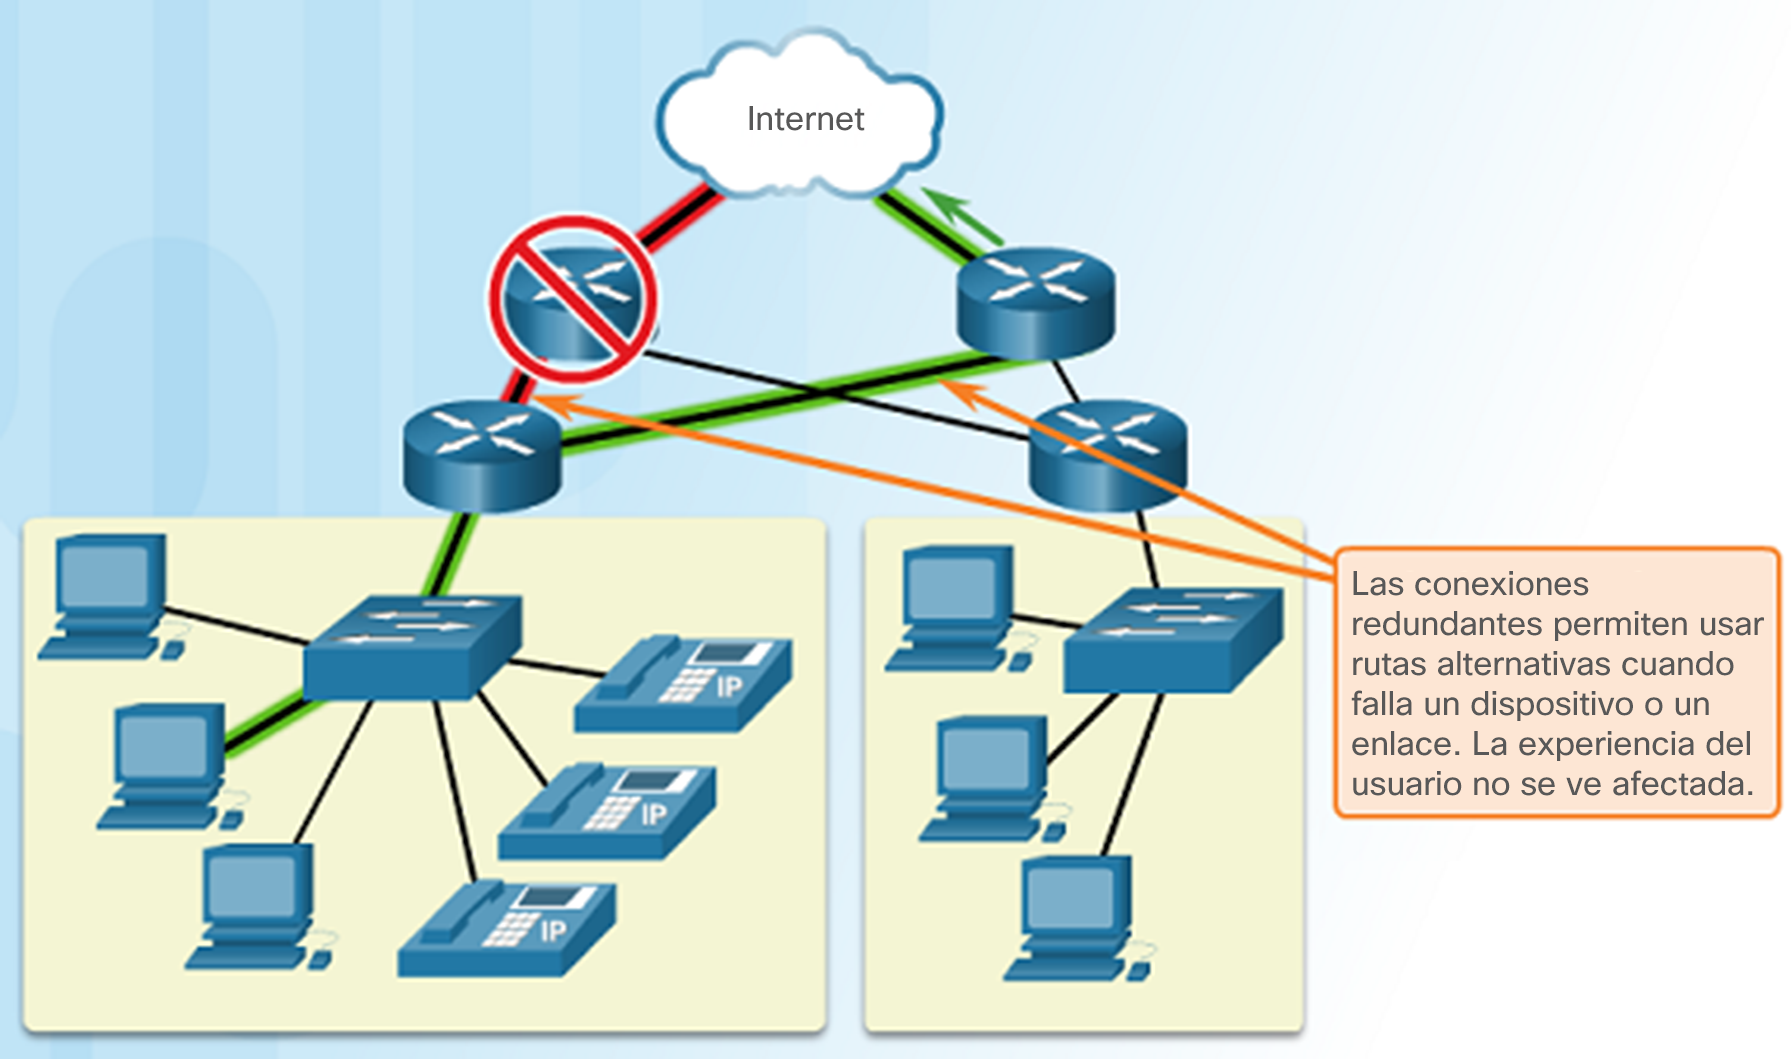 Internet
IP
IP
IP
Las conexiones
redundantes permiten usar
rutas alternativas cuando
falla un dispositivo o un
enlace. La experiencia del
usuario no se ve afectada.